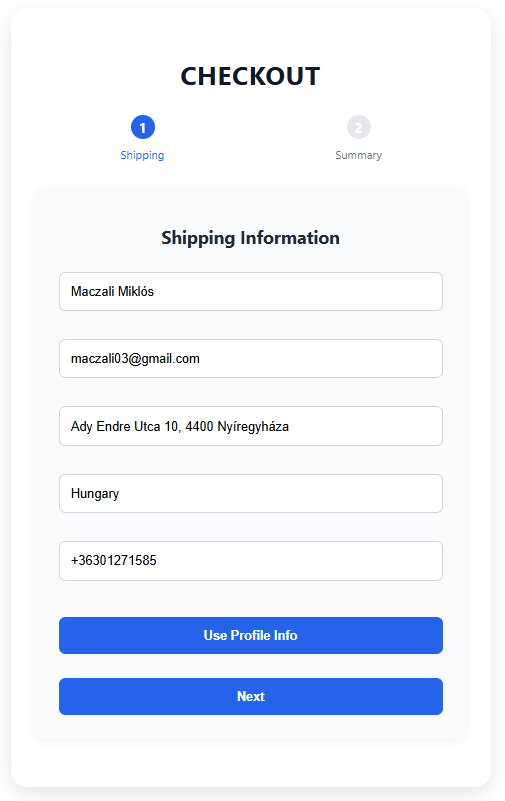 CHECKOUT
1
2
Shipping
Summary
Shipping Information
Maczali Miklós
maczali03@gmail.com
Ady Endre Utca 10, 4400 Nyíregyháza
Hungary
+36301271585
Use Profile Info
Next